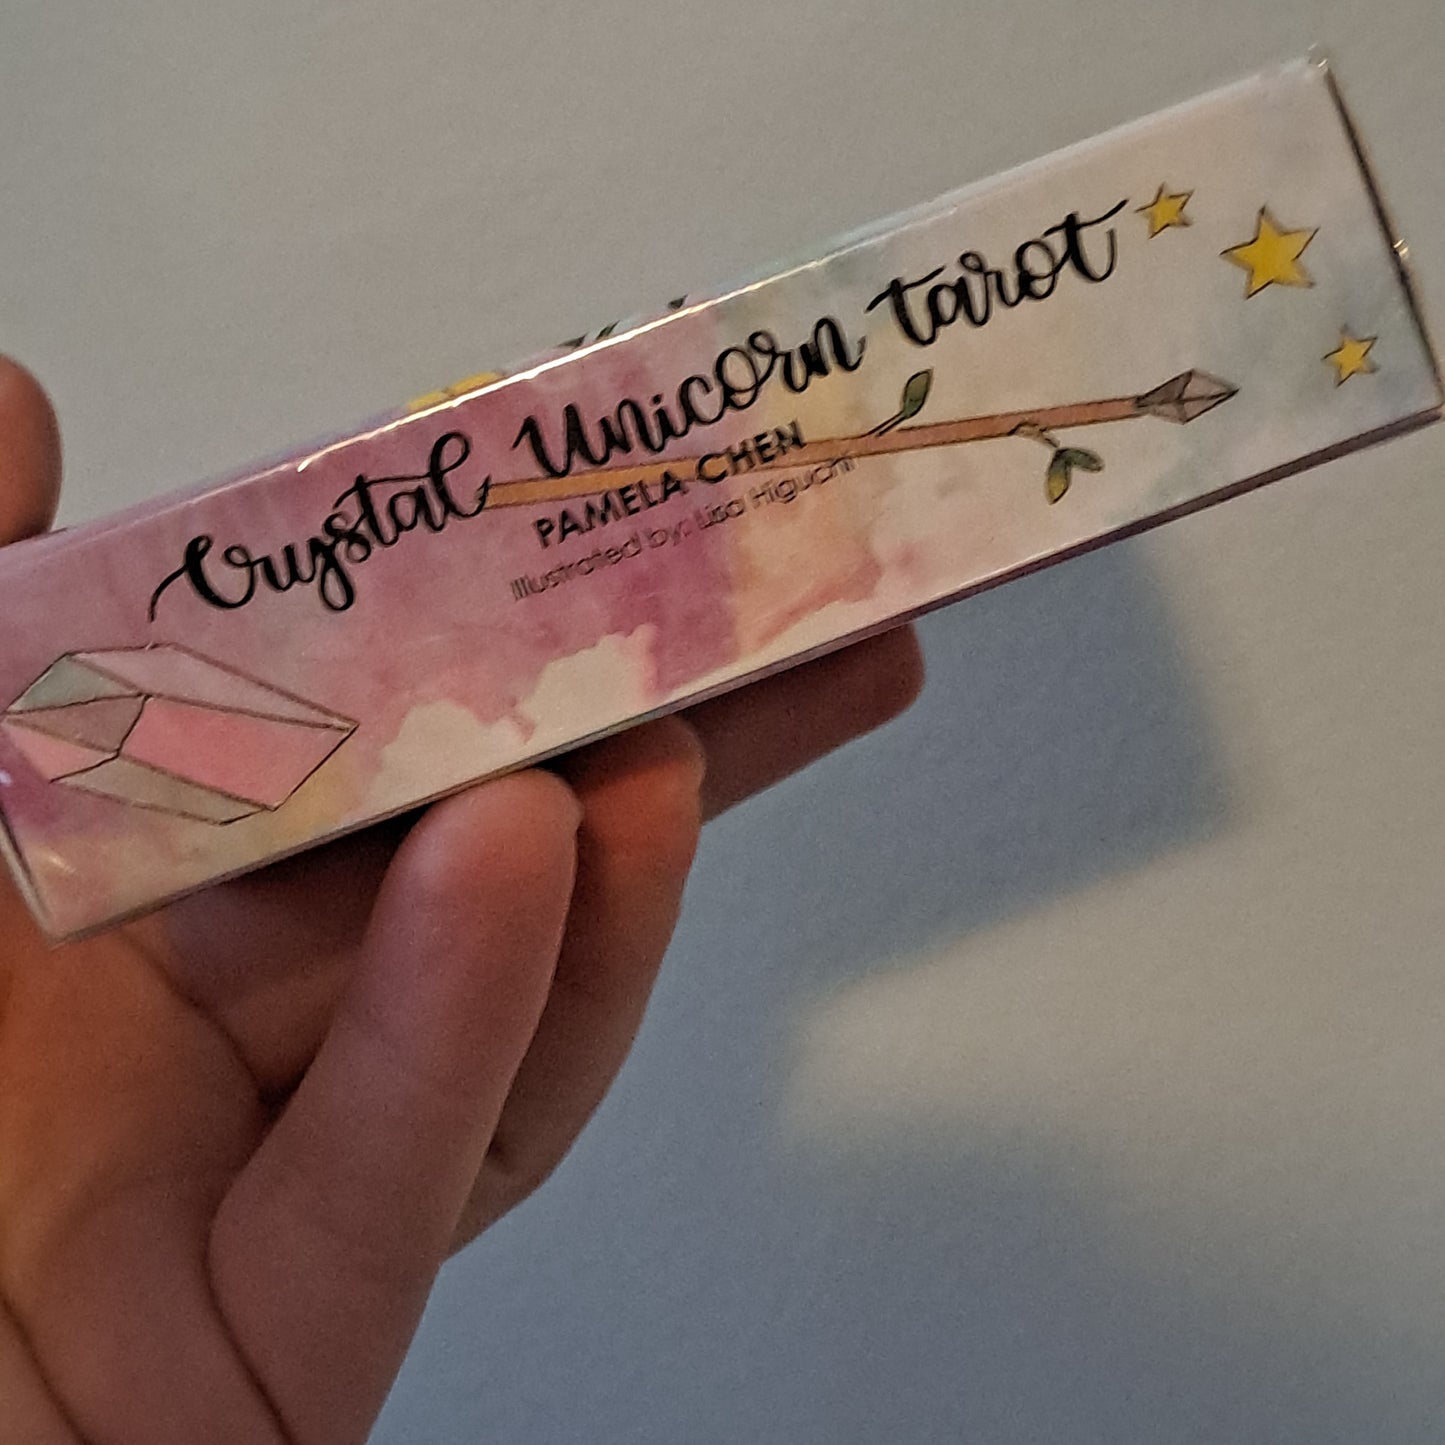 Crystal Unicorn tarot
PAMELA CHEN
Illustrated by: Lisa Higuchi